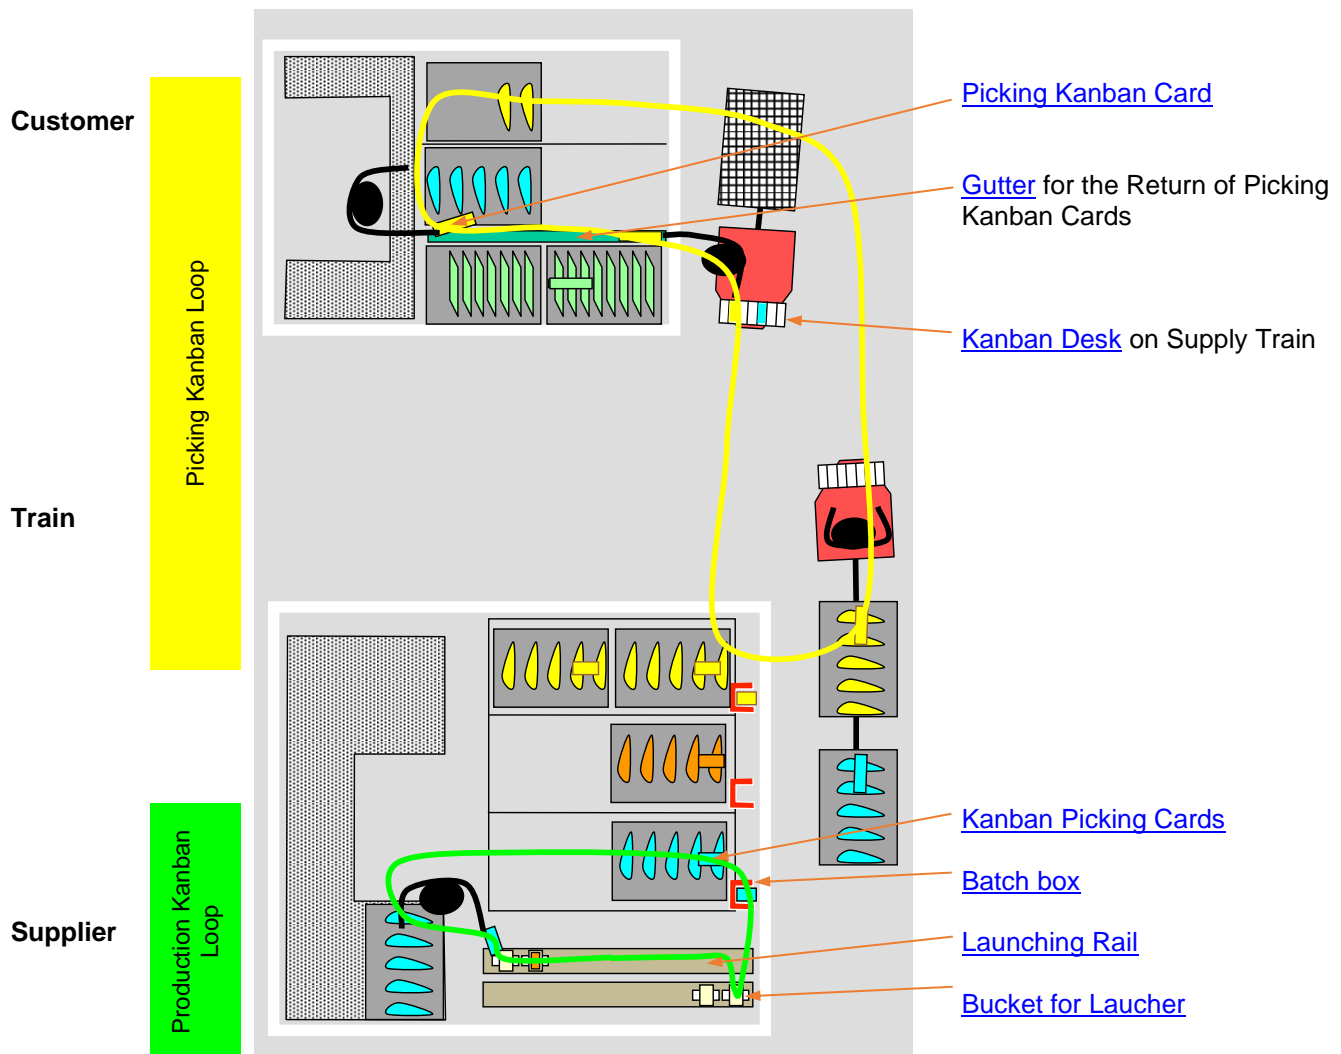 Customer
Picking Kanban Loop
Train
Supplier
Production Kanban
Loop
Picking Kanban Card
Gutter for the Return of Picking
Kanban Cards
Kanban Desk on Supply Train
Kanban Picking Cards
Batch box
Launching Rail
Bucket for Laucher